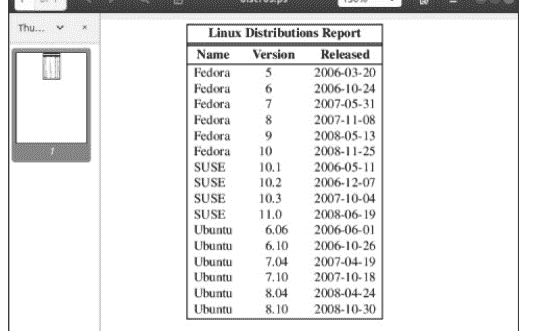 Thu...
Linux Distributions Report
Name Version Released
Fedora 5 2006-03-20
Fedora 6 2006-10-24
Fedora 7 2007-05-31
Fedora 8 2007-11-08
Fedora 9 2008-05-13
Fedora 10 2008-11-25
SUSE 10.1 2006-05-11
SUSE 10.2 2006-12-07
SUSE 10.3 2007-10-04
SUSE 11.0 2008-06-19
Ubuntu 6.06 2006-06-01
Ubuntu 6.10 2006-10-26
Ubuntu 7.04 2007-04-19
Ubuntu 7.10 2007-10-18
Ubuntu 8.04 2008-04-24
Ubuntu 8.10 2008-10-30
1